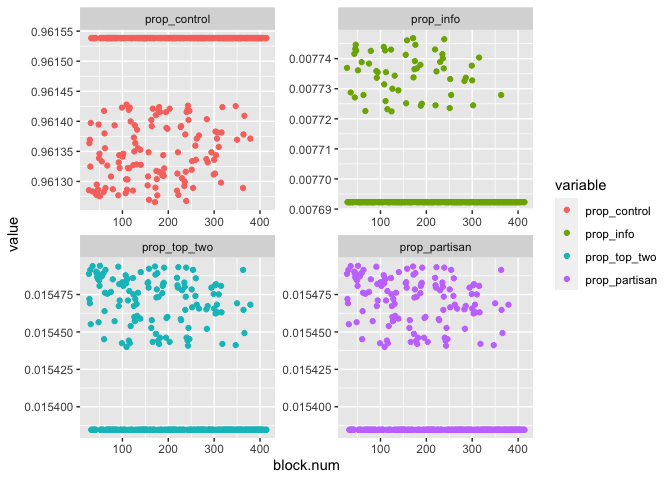 prop_control
prop_info
0.96155
0.96150
0.96145
0.96140
0.96135
0.96130
0.00774
0.00773
0.00772
0.00771
0.00770
0.00769
100 200 300 400
100 200 300 400
prop_top_two
prop_partisan
0.015475
0.015450
0.015425
0.015400
0.015475
0.015450
0.015425
0.015400
100 200 300 400
100 200 300 400
value
block.num
variable
prop_control
prop_info
prop_top_two
prop_partisan